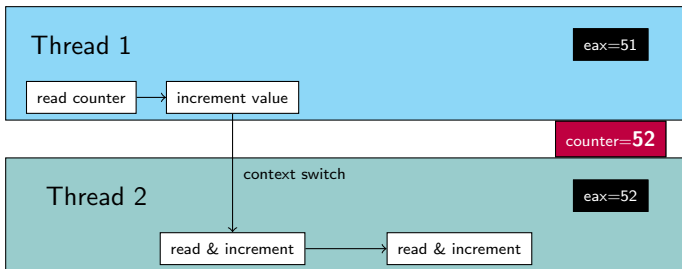 Thread 1
eax=51
read counter
increment value
counter=52
context switch
Thread 2
eax=52
read & increment
read & increment